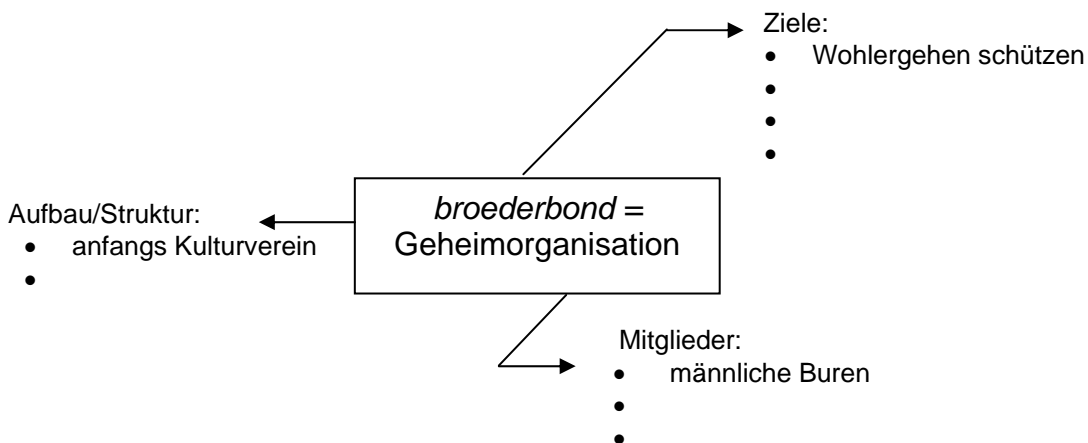 Ziele:
• Wohlergehen schützen
•
•
•
broederbond =
Geheimorganisation
Aufbau/Struktur:
• anfangs Kulturverein
•
Mitglieder:
• männliche Buren
•
•